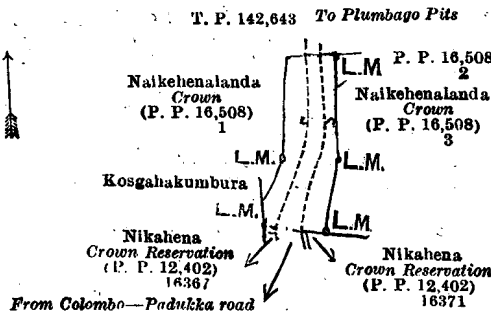 T. P. 142,643 To Plumbago Pits
L.M
P. P. 16,508
2
Naikehenalanda
Crown
(P. P. 16,508)
1
Naikehenalanda
Crown
(P. P. 16,508)
3
L.M.
L.M.
Kosgahakumbura
L.M.
L.M.
Nikahena
Crown Reservation
(P. P. 12,402)
16367
Nikahena
Crown Reservation
(P. P. 12,402)
16371
From Colombo—Padukka road